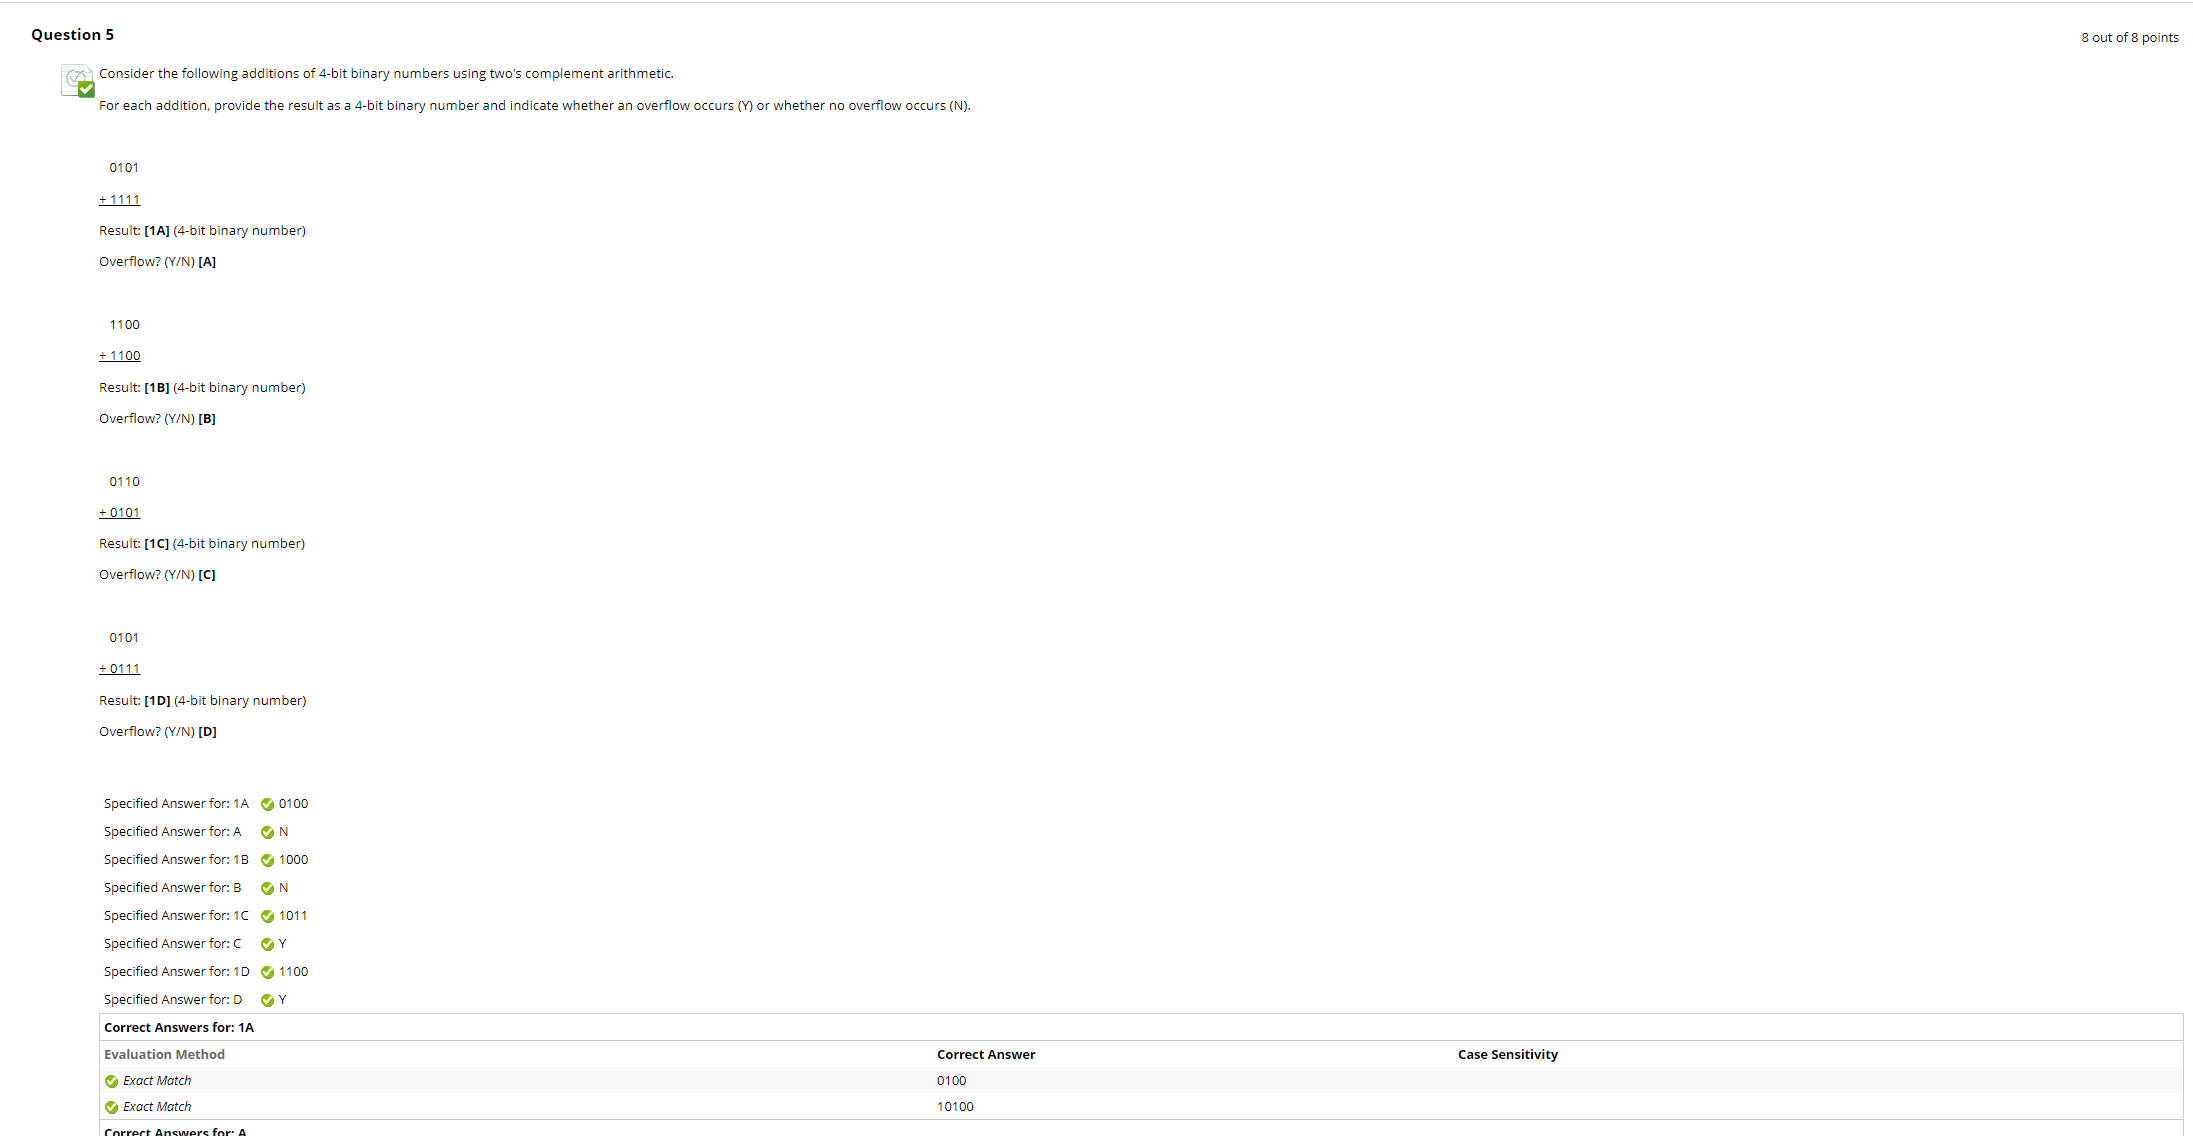 Question 5
8 out of 8 points
Consider the following additions of 4-bit binary numbers using two's complement arithmetic.
For each addition, provide the result as a 4-bit binary number and indicate whether an overflow occurs (Y) or whether no overflow occurs (N).
0101
+ 1111
Result: [1A] (4-bit binary number)
Overflow? (Y/N) [A]
1100
+ 1100
Result: [1B] (4-bit binary number)
Overflow? (Y/N) [B]
0110
+ 0101
Result: [1C] (4-bit binary number)
Overflow? (Y/N) [C]
0101
+ 0111
Result: [1D] (4-bit binary number)
Overflow? (Y/N) [D]
Specified Answer for: 1A 0100
Specified Answer for: A N
Specified Answer for: 1B 1000
Specified Answer for: B N
Specified Answer for: 1C 1011
Specified Answer for: C Y
Specified Answer for: 1D 1100
Specified Answer for: D Y
Correct Answers for: 1A
Evaluation Method Correct Answer Case Sensitivity
Exact Match 0100
Exact Match 10100
Correct Answers for: A